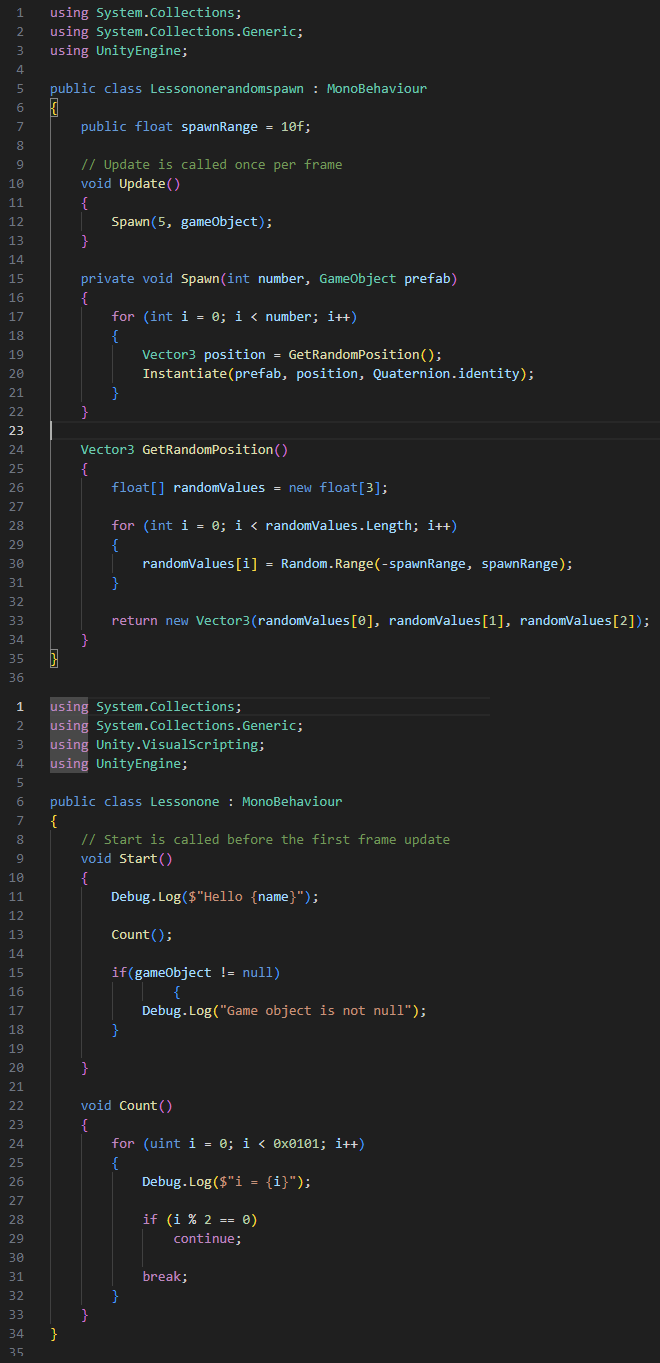 1 using System.Collections;
2 using System.Collections.Generic;
3 using UnityEngine;
4
5 public class Lessononerandomspawn : MonoBehaviour
6 {
7     public float spawnRange = 10f;
8
9     // Update is called once per frame
10     void Update()
11     {
12         Spawn(5, gameObject);
13     }
14
15     private void Spawn(int number, GameObject prefab)
16     {
17         for (int i = 0; i < number; i++)
18         {
19             Vector3 position = GetRandomPosition();
20             Instantiate(prefab, position, Quaternion.identity);
21         }
22     }
23
24     Vector3 GetRandomPosition()
25     {
26         float[] randomValues = new float[3];
27
28         for (int i = 0; i < randomValues.Length; i++)
29         {
30             randomValues[i] = Random.Range(-spawnRange, spawnRange);
31         }
32
33         return new Vector3(randomValues[0], randomValues[1], randomValues[2]);
34     }
35 }
36
1 using System.Collections;
2 using System.Collections.Generic;
3 using Unity.VisualScripting;
4 using UnityEngine;
5
6 public class Lessonone : MonoBehaviour
7 {
8     // Start is called before the first frame update
9     void Start()
10     {
11         Debug.Log($"Hello {name}");
12
13         Count();
14
15         if(gameObject != null)
16                 {
17             Debug.Log("Game object is not null");
18         }
19
20     }
21
22     void Count()
23     {
24         for (uint i = 0; i < 0x0101; i++)
25         {
26             Debug.Log($"i = {i}");
27
28             if (i % 2 == 0)
29                 continue;
30
31             break;
32         }
33     }
34 }
35